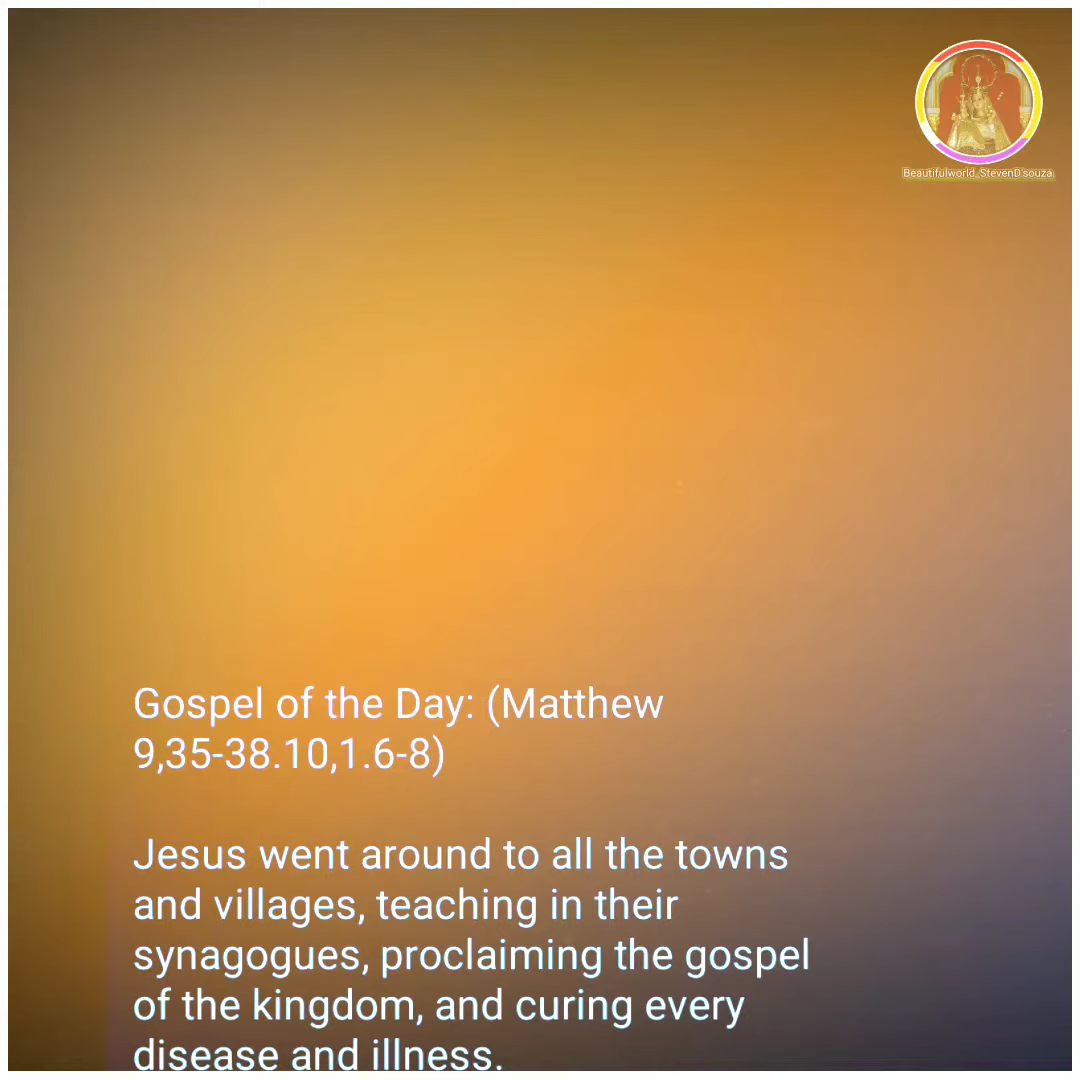 Beautifulworld_StevenD'souza
Gospel of the Day: (Matthew
9,35-38.10,1.6-8)
Jesus went around to all the towns
and villages, teaching in their
synagogues, proclaiming the gospel
of the kingdom, and curing every
disease and illness.